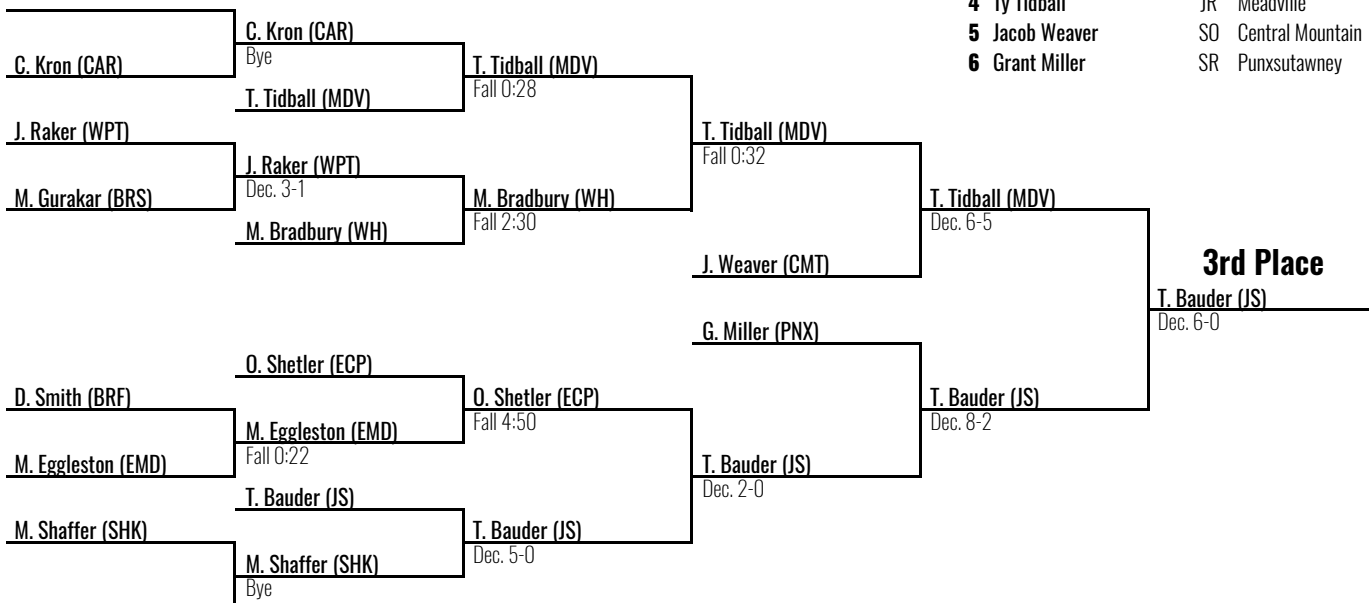 4 Ty Tidball JR Meadville
5 Jacob Weaver SO Central Mountain
6 Grant Miller SR Punxsutawney
C. Kron (CAR)
Bye
C. Kron (CAR)
T. Tidball (MDV)
Fall 0:28
T. Tidball (MDV)
J. Raker (WPT)
T. Tidball (MDV)
Fall 0:32
J. Raker (WPT)
Dec. 3-1
M. Gurakar (BRS)
M. Bradbury (WH)
Fall 2:30
T. Tidball (MDV)
Dec. 6-5
M. Bradbury (WH)
J. Weaver (CMT)
3rd Place
T. Bauder (JS)
Dec. 6-0
G. Miller (PNX)
O. Shetler (ECP)
D. Smith (BRF)
O. Shetler (ECP)
Fall 4:50
T. Bauder (JS)
Dec. 8-2
M. Eggleston (EMD)
Fall 0:22
M. Eggleston (EMD)
T. Bauder (JS)
Dec. 2-0
T. Bauder (JS)
M. Shaffer (SHK)
T. Bauder (JS)
Dec. 5-0
M. Shaffer (SHK)
Bye